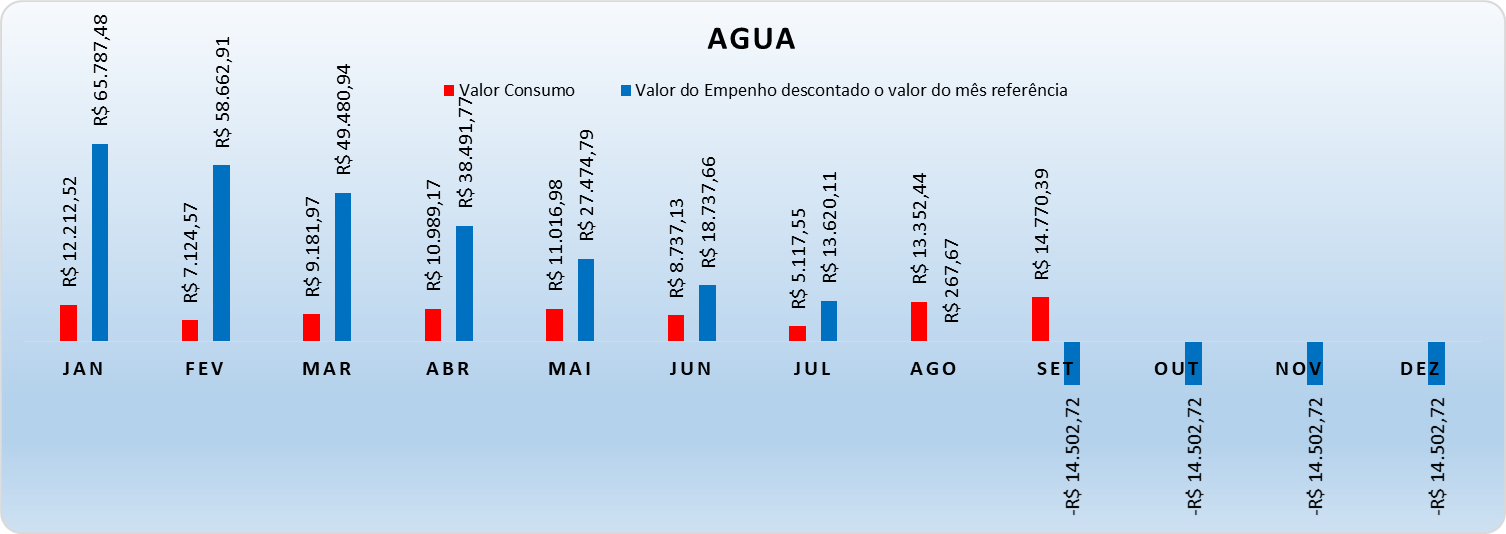 AGUA
Valor Consumo
Valor do Empenho descontado o valor do mês referência
R$ 12.212,52
R$ 65.787,48
R$ 7.124,57
R$ 58.662,91
R$ 9.181,97
R$ 49.480,94
R$ 10.989,17
R$ 38.491,77
R$ 11.016,98
R$ 27.474,79
R$ 8.737,13
R$ 18.737,66
R$ 5.117,55
R$ 13.620,11
R$ 13.352,44
R$ 267,67
R$ 14.770,39
-R$ 14.502,72
-R$ 14.502,72
-R$ 14.502,72
-R$ 14.502,72
JAN
FEV
MAR
ABR
MAI
JUN
JUL
AGO
SET
OUT
NOV
DEZ